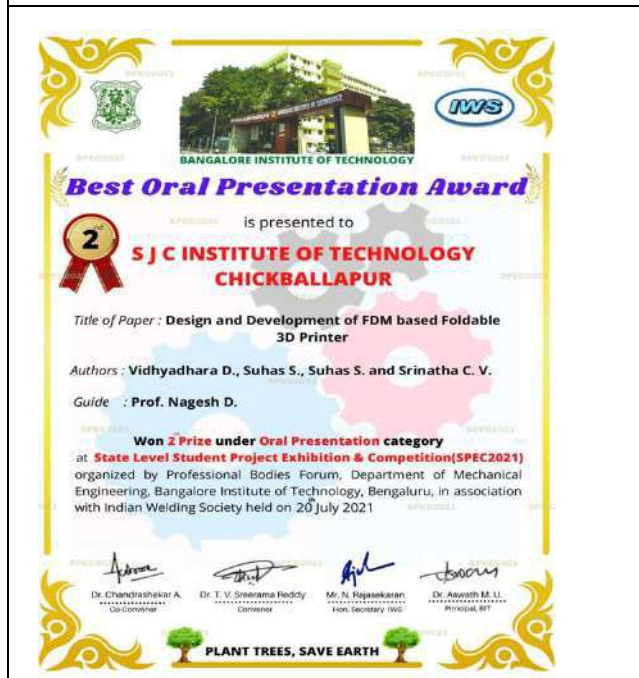 IWS
BANGALORE INSTITUTE OF TECHNOLOGY
Best Oral Presentation Award
is presented to
2nd
S J C INSTITUTE OF TECHNOLOGY
CHICKBALLAPUR
Title of Paper : Design and Development of FDM based Foldable
3D Printer
Authors : Vidhyadhara D., Suhas S., Suhas S. and Srinatha C. V.
Guide : Prof. Nagesh D.
Won 2nd Prize under Oral Presentation category
at State Level Student Project Exhibition & Competition(SPEC2021)
organized by Professional Bodies Forum, Department of Mechanical
Engineering, Bangalore Institute of Technology, Bengaluru, in association
with Indian Welding Society held on 20th July 2021
Dr. Chandrashekar A. Dr. T. V. Sreerama Reddy Mr. N. Rajasekaran Dr. Aswath M. U.
Co-Convener Convener Hon. Secretary IWS Principal, BIT
PLANT TREES, SAVE EARTH